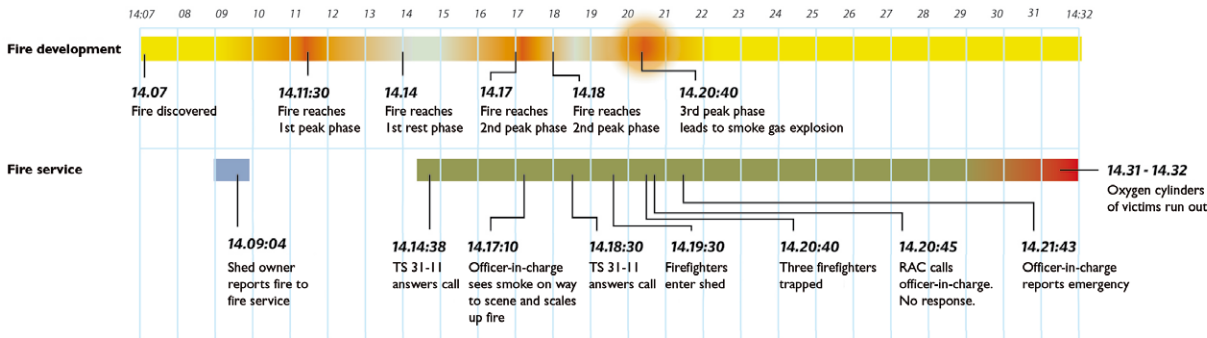 14:07 08 09 10 11 12 13 14 14 16 17 18 19 20 21 22 23 24 25 26 27 28 29 30 31 14:32
Fire development
14.07
Fire discovered
14.11:30
Fire reaches
1st peak phase
14.14
Fire reaches
1st rest phase
14.17
Fire reaches
2nd peak phase
14.18
Fire reaches
2nd peak phase
14.20:40
3rd peak phase
leads to smoke gas explosion
Fire service
14.09:04
Shed owner
reports fire to
fire service
14.14:38
TS 31-11
answers call
14.17:10
Officer-in-charge
sees smoke on way
to scene and scales
up fire
14.18:30
TS 31-11
answers call
14.19:30
Firefighters
enter shed
14.20:40
Three firefighters
trapped
14.20:45
RAC calls
officer-in-charge.
No response.
14.21:43
Officer-in-charge
reports emergency
14.31 - 14.32
Oxygen cylinders
of victims run out